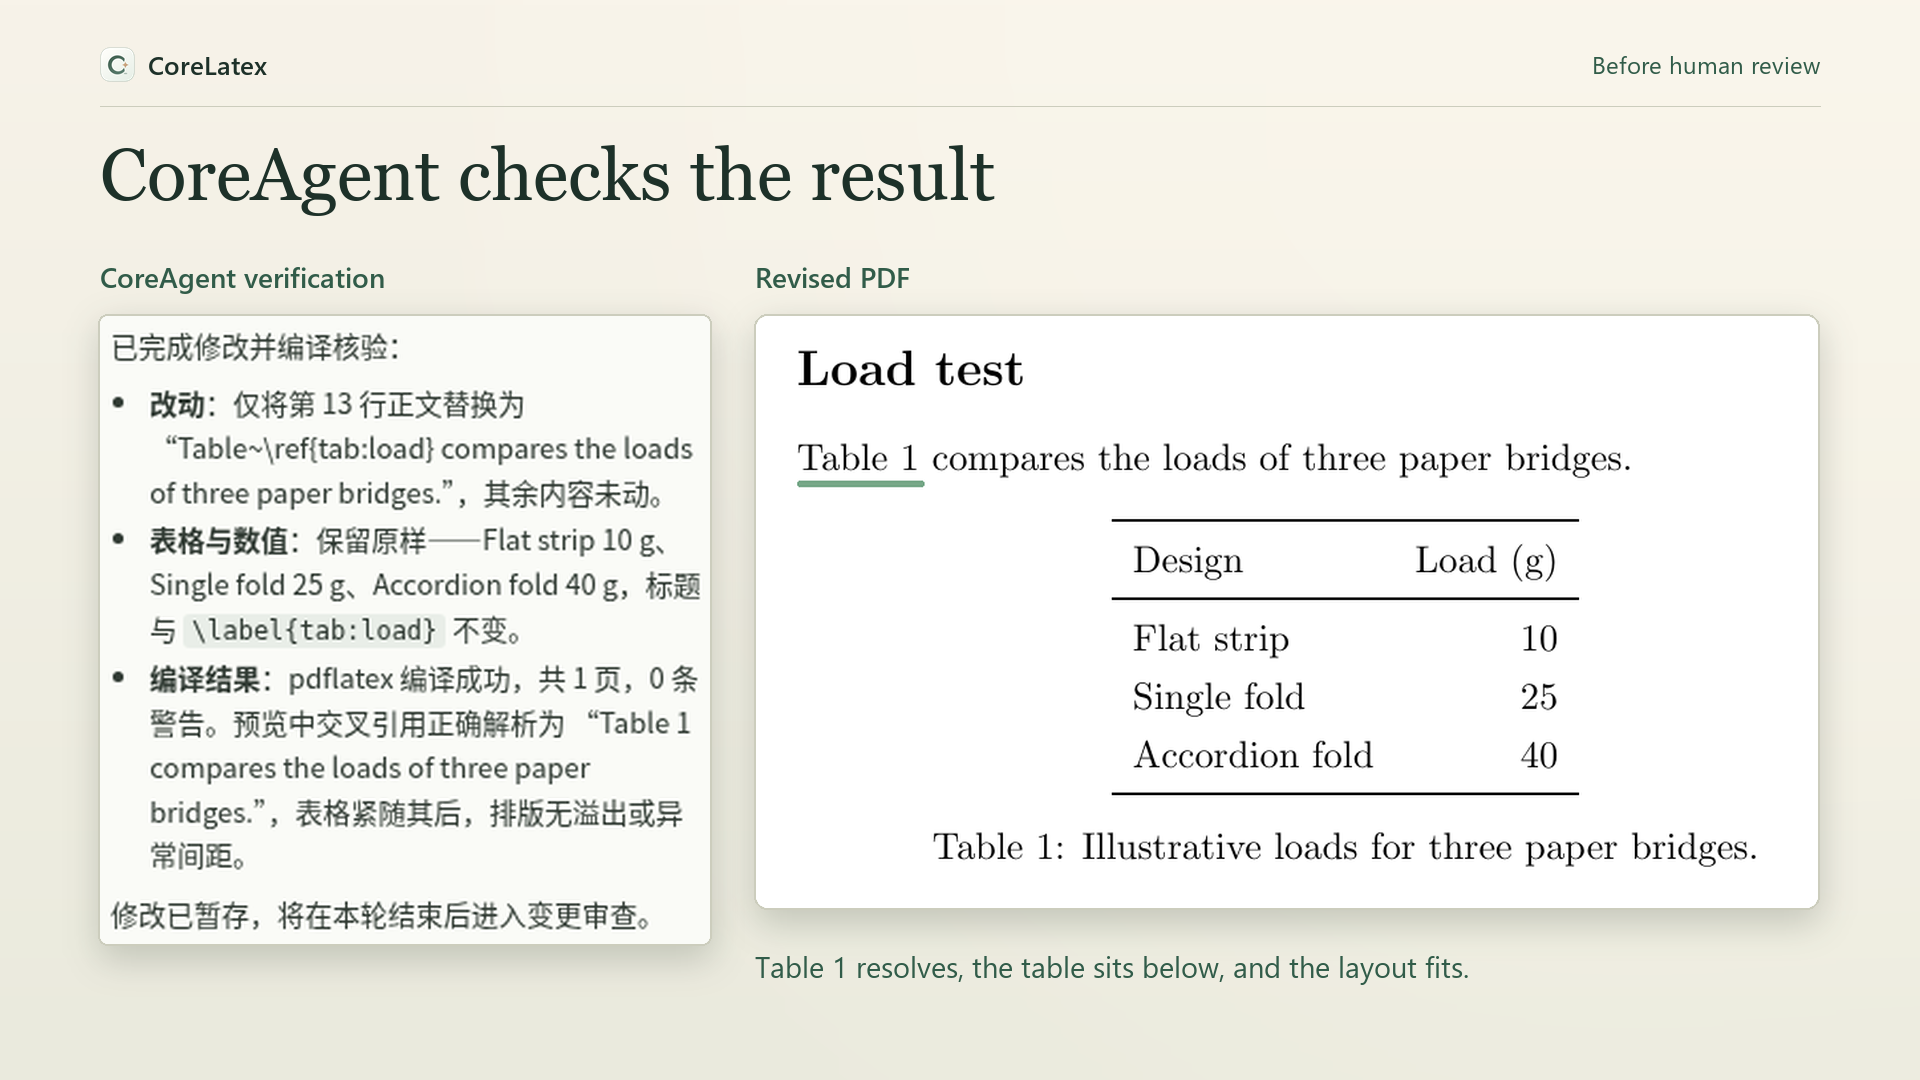 CoreLatex
Before human review
CoreAgent checks the result
CoreAgent verification
已完成修改并编译核验：
• 改动：仅将第 13 行正文替换为
“Table~\ref{tab:load} compares the loads
of three paper bridges.”，其余内容未动。
• 表格与数值：保留原样——Flat strip 10 g、
Single fold 25 g、Accordion fold 40 g，标题
与 \label{tab:load} 不变。
• 编译结果：pdflatex 编译成功，共 1 页，0 条
警告。预览中交叉引用正确解析为 “Table 1
compares the loads of three paper
bridges.”，表格紧随其后，排版无溢出或异
常间距。
修改已暂存，将在本轮结束后进入变更审查。
Revised PDF
Load test
Table 1 compares the loads of three paper bridges.
Design Load (g)
Flat strip 10
Single fold 25
Accordion fold 40
Table 1: Illustrative loads for three paper bridges.
Table 1 resolves, the table sits below, and the layout fits.